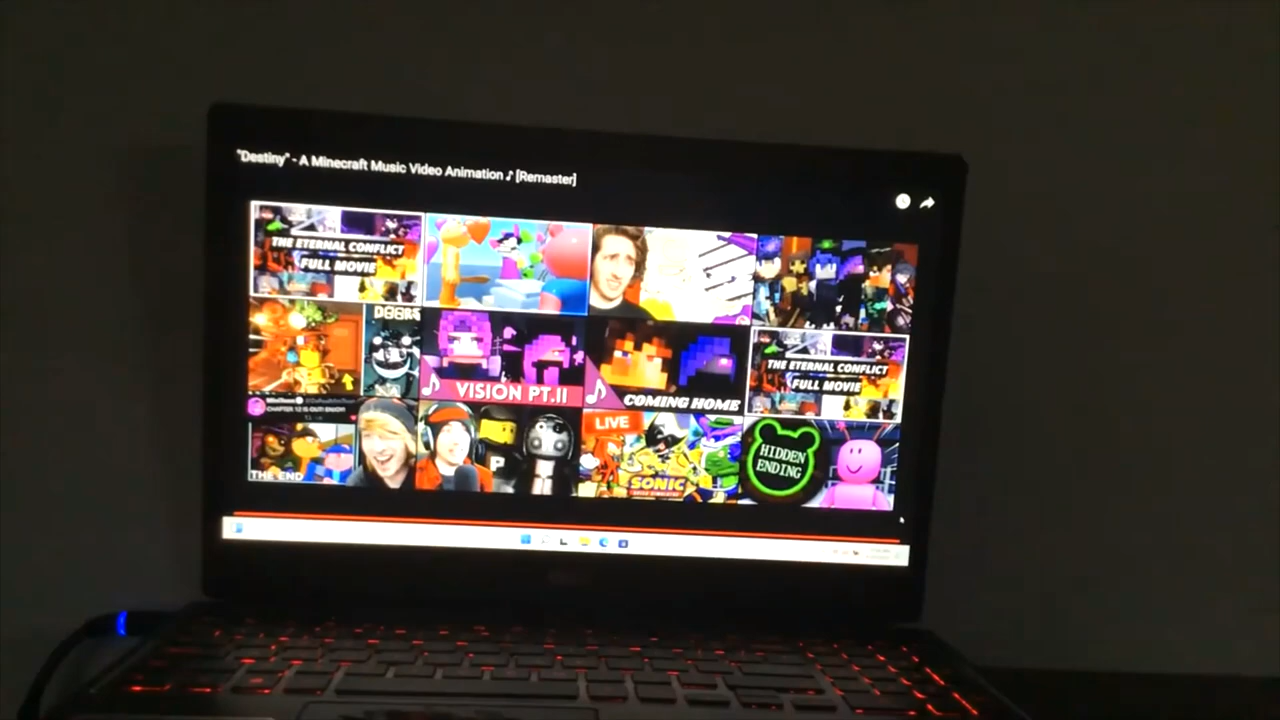 "Destiny" - A Minecraft Music Video Animation ♪ [Remaster]
THE ETERNAL CONFLICT
FULL MOVIE
DOORS
VISION PT.II
COMING HOME
THE ETERNAL CONFLICT
FULL MOVIE
CHAPTER 12 IS OUT! ENJOY!
THE END
P
LIVE
SONIC
HIDDEN
ENDING